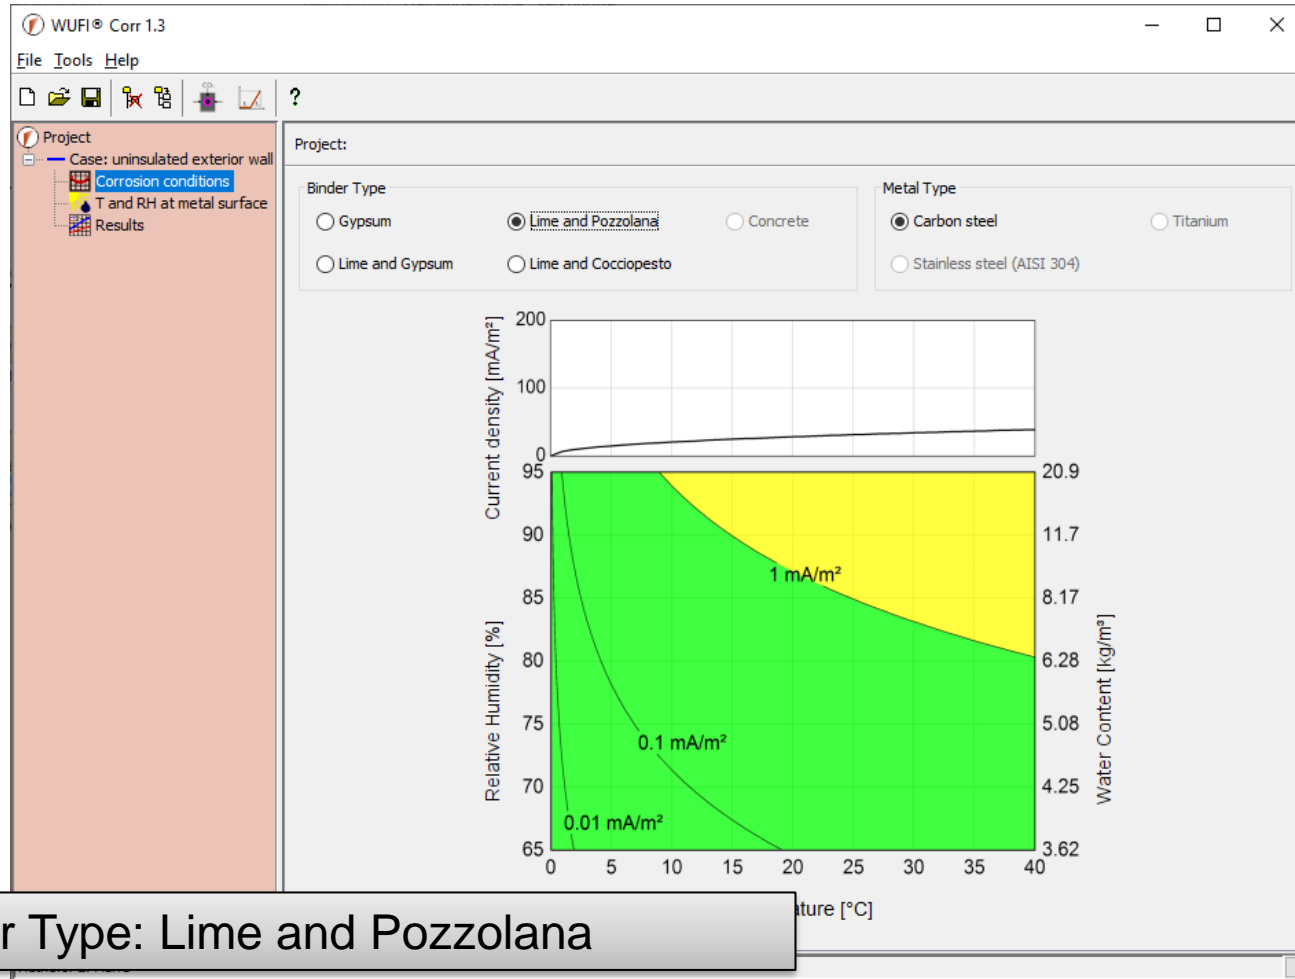 WUFI® Corr 1.3
File Tools Help
CO₂
?
Project
Case: uninsulated exterior wall
Corrosion conditions
T and RH at metal surface
Results
Project:
Binder Type
Gypsum
Lime and Pozzolana
Concrete
Lime and Gypsum
Lime and Cocciopesto
Metal Type
Carbon steel
Titanium
Stainless steel (AISI 304)
Current density [mA/m²]
200
100
0
Relative Humidity [%]
95
90
85
80
75
70
65
1 mA/m²
0.1 mA/m²
0.01 mA/m²
20.9
11.7
8.17
6.28
5.08
4.25
3.62
Water Content [kg/m³]
0 5 10 15 20 25 30 35 40
ature [°C]
r Type: Lime and Pozzolana